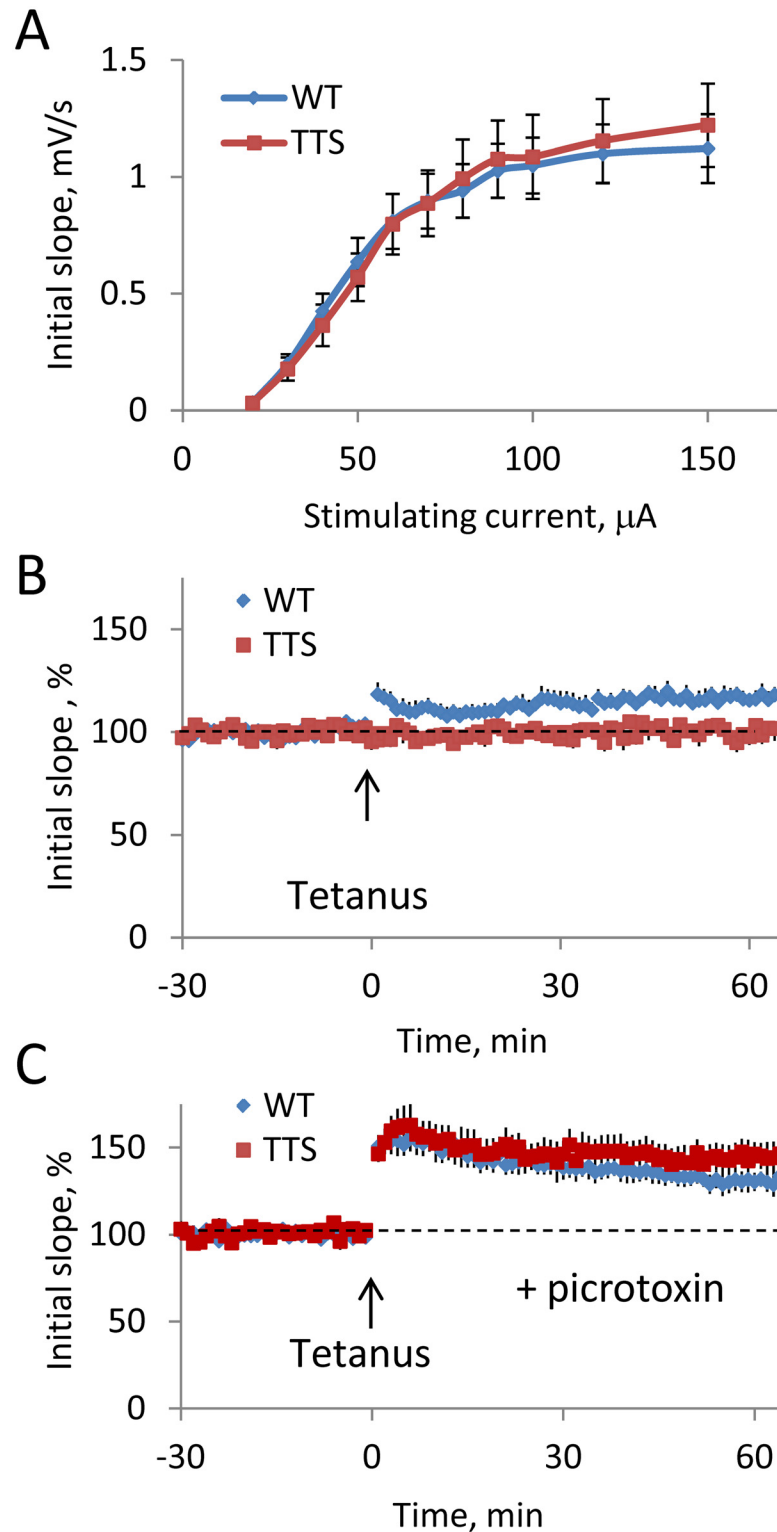 A
Initial slope, mV/s
1.5
1
0.5
0
WT
TTS
0 50 100 150
Stimulating current, μA
B
Initial slope , %
150
100
50
0
WT
TTS
Tetanus
-30 0 30 60
Time, min
C
Initial slope, %
150
100
50
0
WT
TTS
+ picrotoxin
Tetanus
-30 0 30 60
Time, min